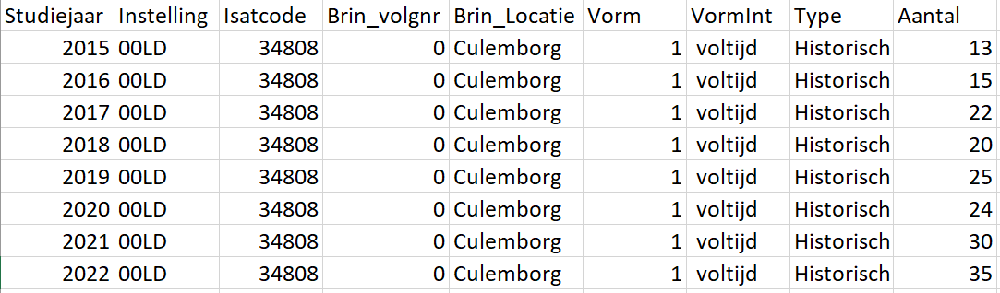 Studiejaar Instelling Isatcode Brin_volgnr Brin_Locatie Vorm VormInt Type Aantal
2015 00LD 34808 0 Culemborg 1 voltijd Historisch 13
2016 00LD 34808 0 Culemborg 1 voltijd Historisch 15
2017 00LD 34808 0 Culemborg 1 voltijd Historisch 22
2018 00LD 34808 0 Culemborg 1 voltijd Historisch 20
2019 00LD 34808 0 Culemborg 1 voltijd Historisch 25
2020 00LD 34808 0 Culemborg 1 voltijd Historisch 24
2021 00LD 34808 0 Culemborg 1 voltijd Historisch 30
2022 00LD 34808 0 Culemborg 1 voltijd Historisch 35